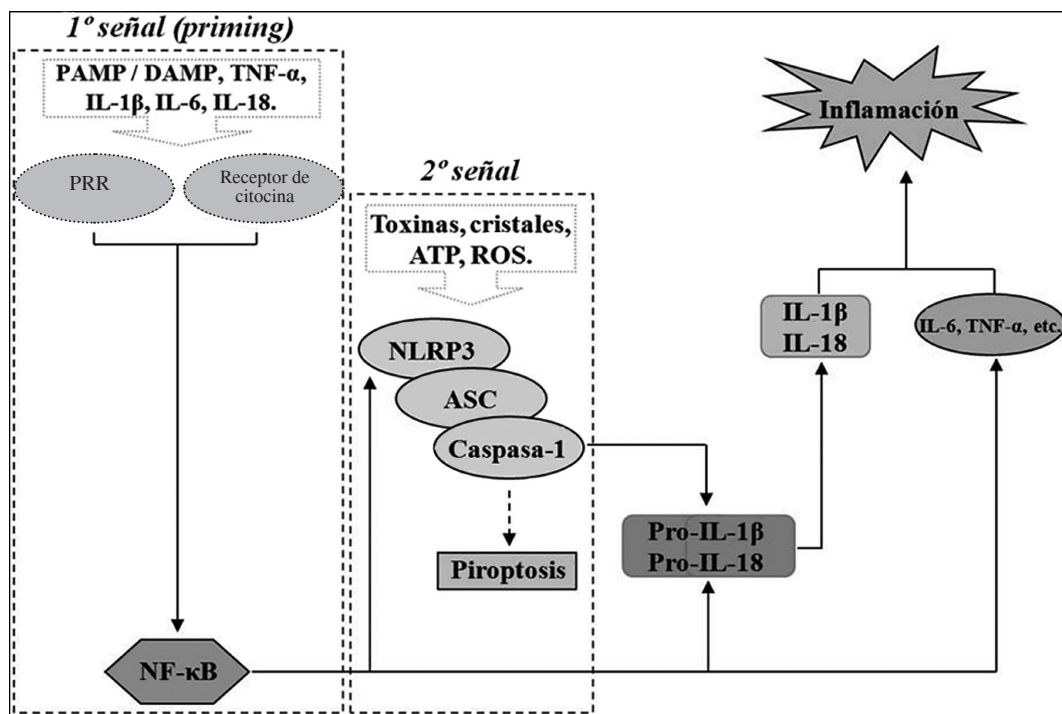 1º señal (priming)
PAMP / DAMP, TNF-α,
IL-1β, IL-6, IL-18.
PRR
Receptor de
citocina
NF-κB
2º señal
Toxinas, cristales,
ATP, ROS.
NLRP3
ASC
Caspasa-1
Piroptosis
Pro-IL-1β
Pro-IL-18
IL-1β
IL-18
IL-6, TNF-α, etc.
Inflamación